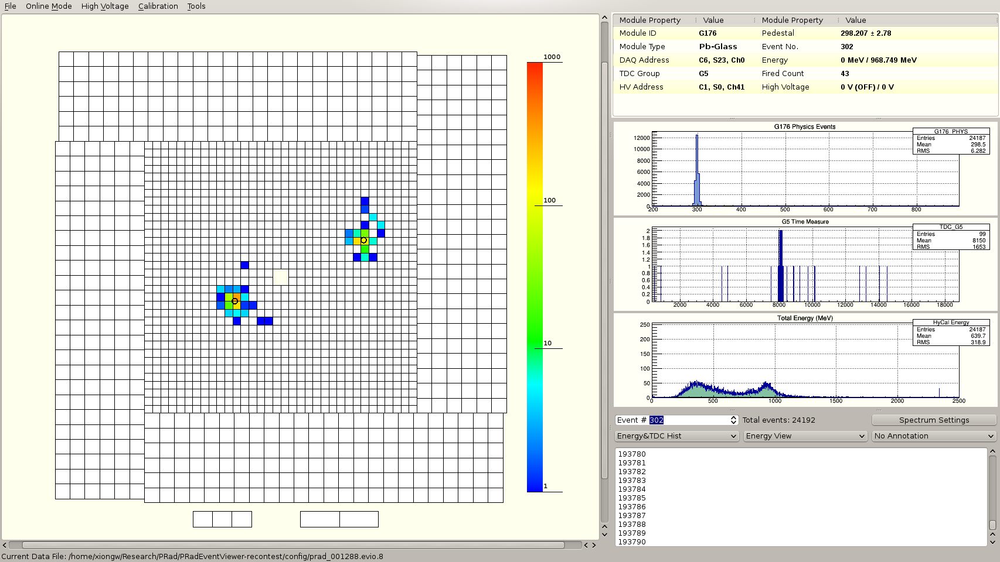 File Online Mode High Voltage Calibration Tools
1000
100
10
1
Module Property Value Module Property Value
Module ID G176 Pedestal 298.207 ± 2.78
Module Type Pb-Glass Event No. 302
DAQ Address C6, S23, Ch0 Energy 0 MeV / 968.749 MeV
TDC Group G5 Fired Count 43
HV Address C1, S0, Ch41 High Voltage 0 V (OFF) / 0 V
G176 Physics Events
G176_PHYS
Entries 24187
Mean 298.5
RMS 6.282
12000
10000
8000
6000
4000
2000
0
200 300 400 500 600 700 800
G5 Time Measure
TDC_G5
Entries 99
Mean 8150
RMS 1653
2
1.8
1.6
1.4
1.2
1
0.8
0.6
0.4
0.2
0
2000 4000 6000 8000 10000 12000 14000 16000 18000
Total Energy (MeV)
HyCal Energy
Entries 24187
Mean 639.7
RMS 318.9
250
200
150
100
50
0
0 500 1000 1500 2000 2500
Event # 302 Total events: 24192 Spectrum Settings
Energy&TDC Hist Energy View No Annotation
193780
193781
193782
193783
193784
193785
193786
193787
193788
193789
193790
Current Data File: /home/xiongw/Research/PRad/PRadEventViewer-recontest/config/prad_001288.evio.8